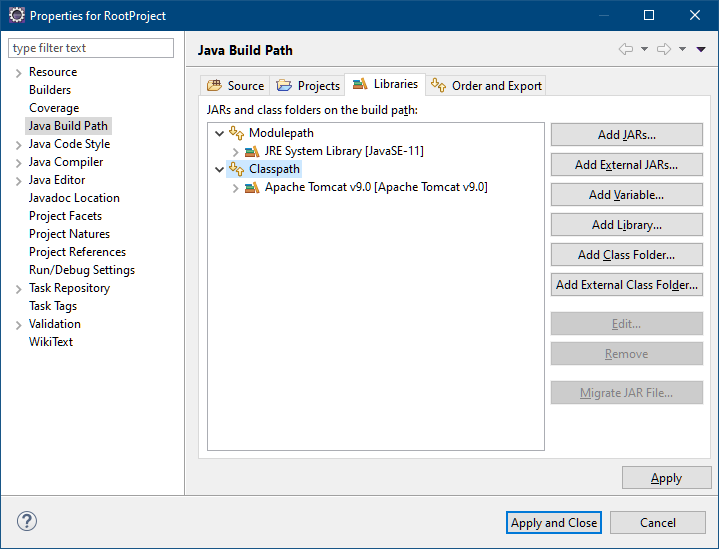 Properties for RootProject
type filter text
Resource
Builders
Coverage
Java Build Path
Java Code Style
Java Compiler
Java Editor
Javadoc Location
Project Facets
Project Natures
Project References
Run/Debug Settings
Task Repository
Task Tags
Validation
WikiText
Java Build Path
Source Projects Libraries Order and Export
JARs and class folders on the build path:
Modulepath
JRE System Library [JavaSE-11]
Classpath
Apache Tomcat v9.0 [Apache Tomcat v9.0]
Add JARs...
Add External JARs...
Add Variable...
Add Library...
Add Class Folder...
Add External Class Folder...
Edit...
Remove
Migrate JAR File...
Apply
?
Apply and Close Cancel